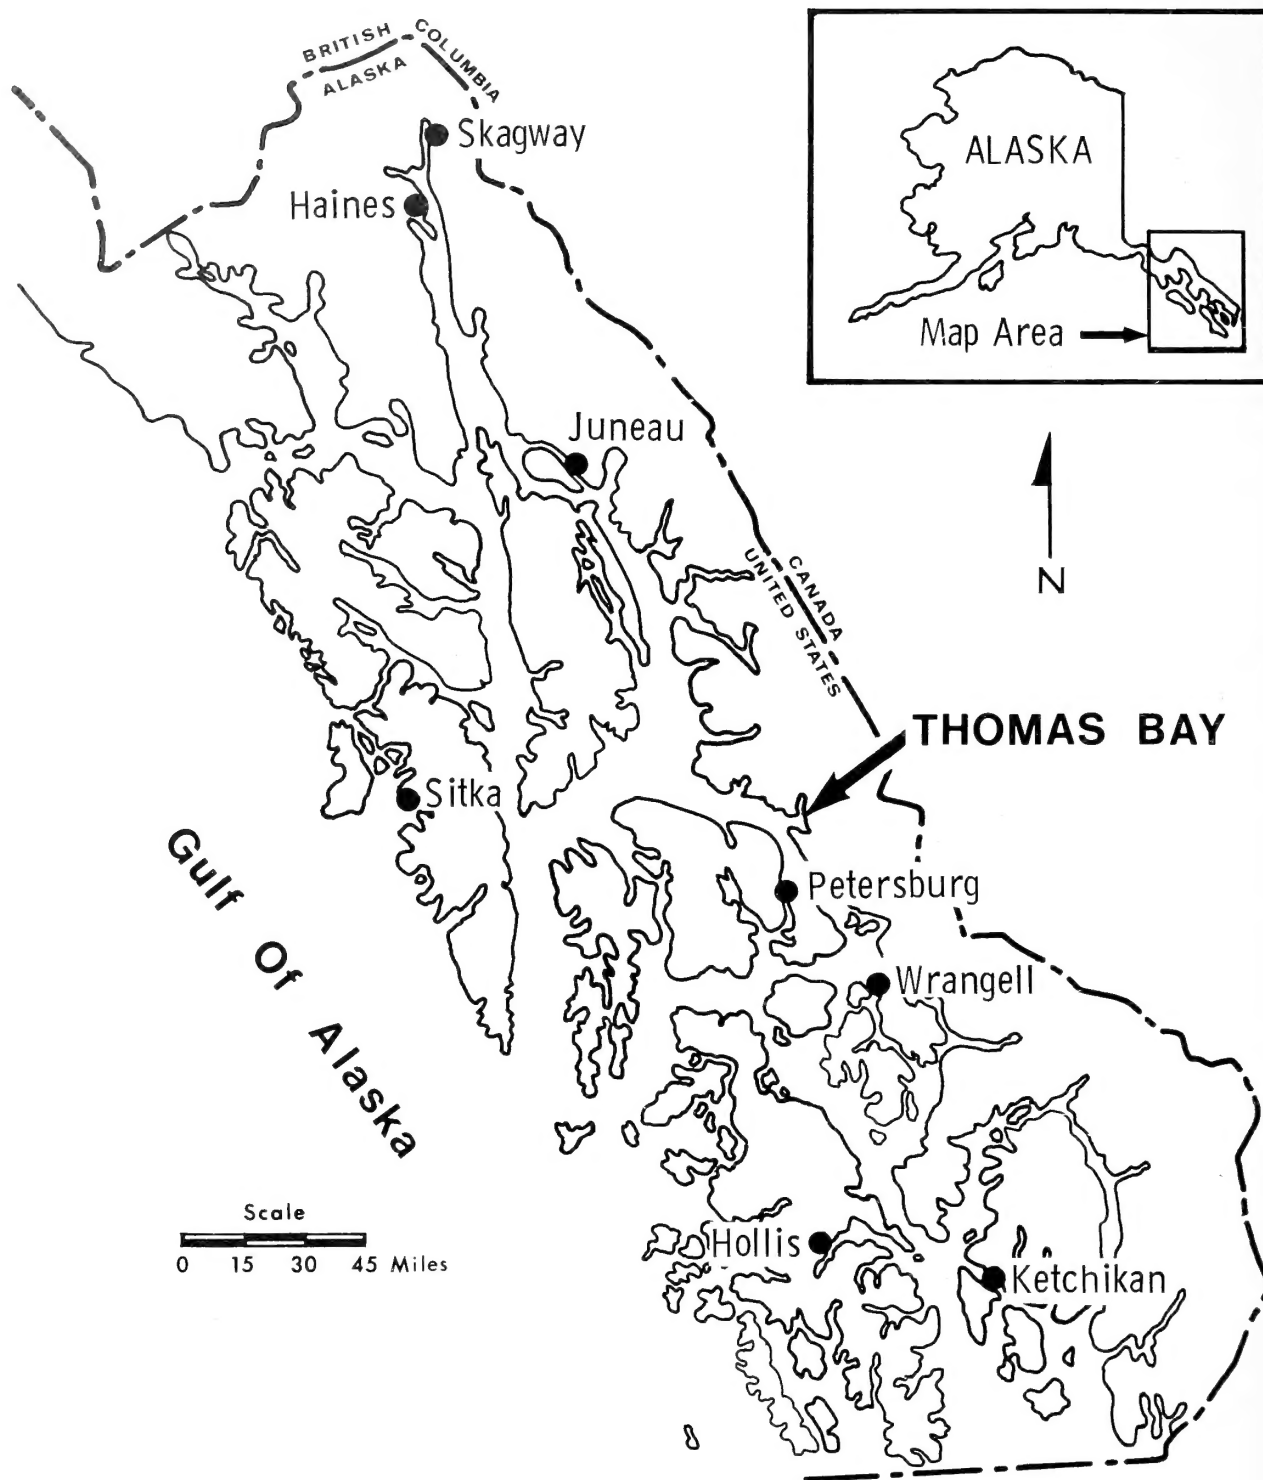 BRITISH COLUMBIA
ALASKA
Skagway
Haines
ALASKA
Map Area
Juneau
N
CANADA
UNITED STATES
THOMAS BAY
Sitka
Petersburg
Gulf Of Alaska
Wrangell
Scale
0 15 30 45 Miles
Hollis
Ketchikan